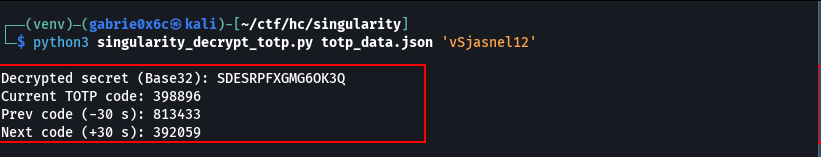 (venv)–(gabrie0x6c㉿kali)-[~/ctf/hc/singularity]
$ python3 singularity_decrypt_totp.py totp_data.json 'vSjasnel12'
Decrypted secret (Base32): SDESRPFXGMG6OK3Q
Current TOTP code: 398896
Prev code (-30 s): 813433
Next code (+30 s): 392059